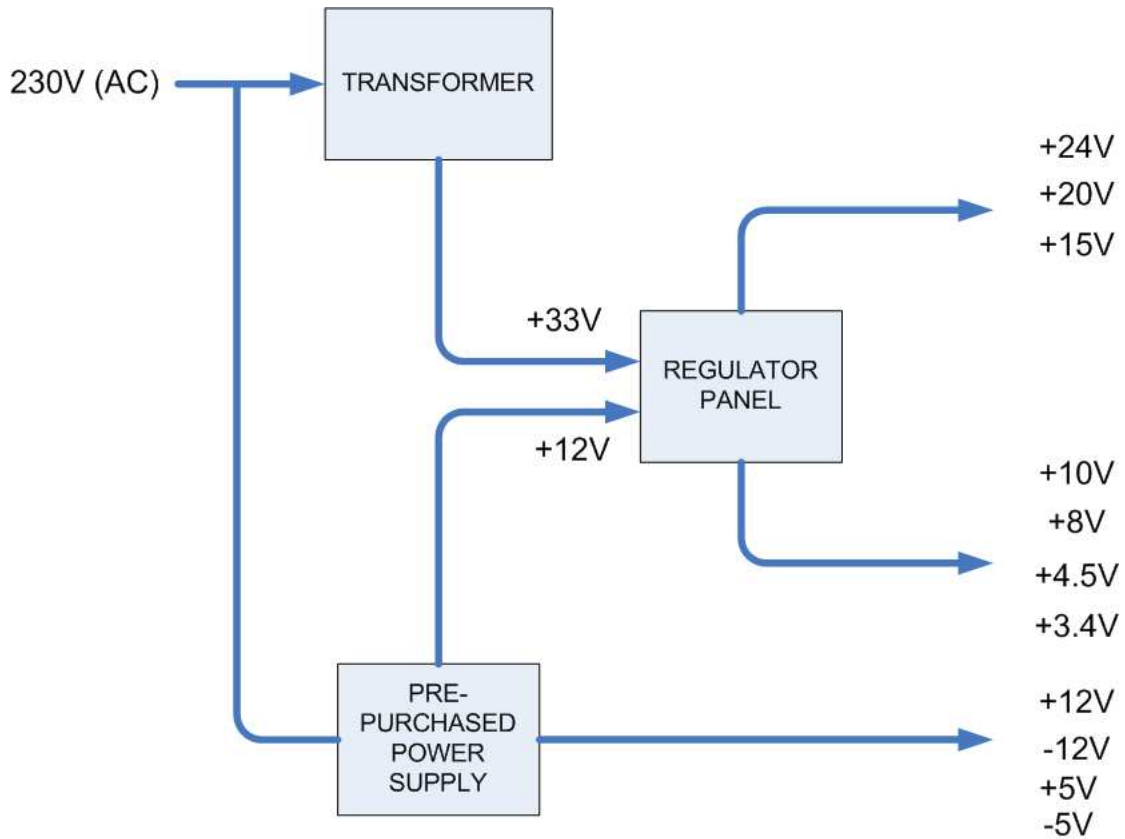 230V (AC)
TRANSFORMER
+24V
+20V
+15V
+33V
REGULATOR
PANEL
+12V
+10V
+8V
+4.5V
+3.4V
PRE-
PURCHASED
POWER
SUPPLY
+12V
-12V
+5V
-5V